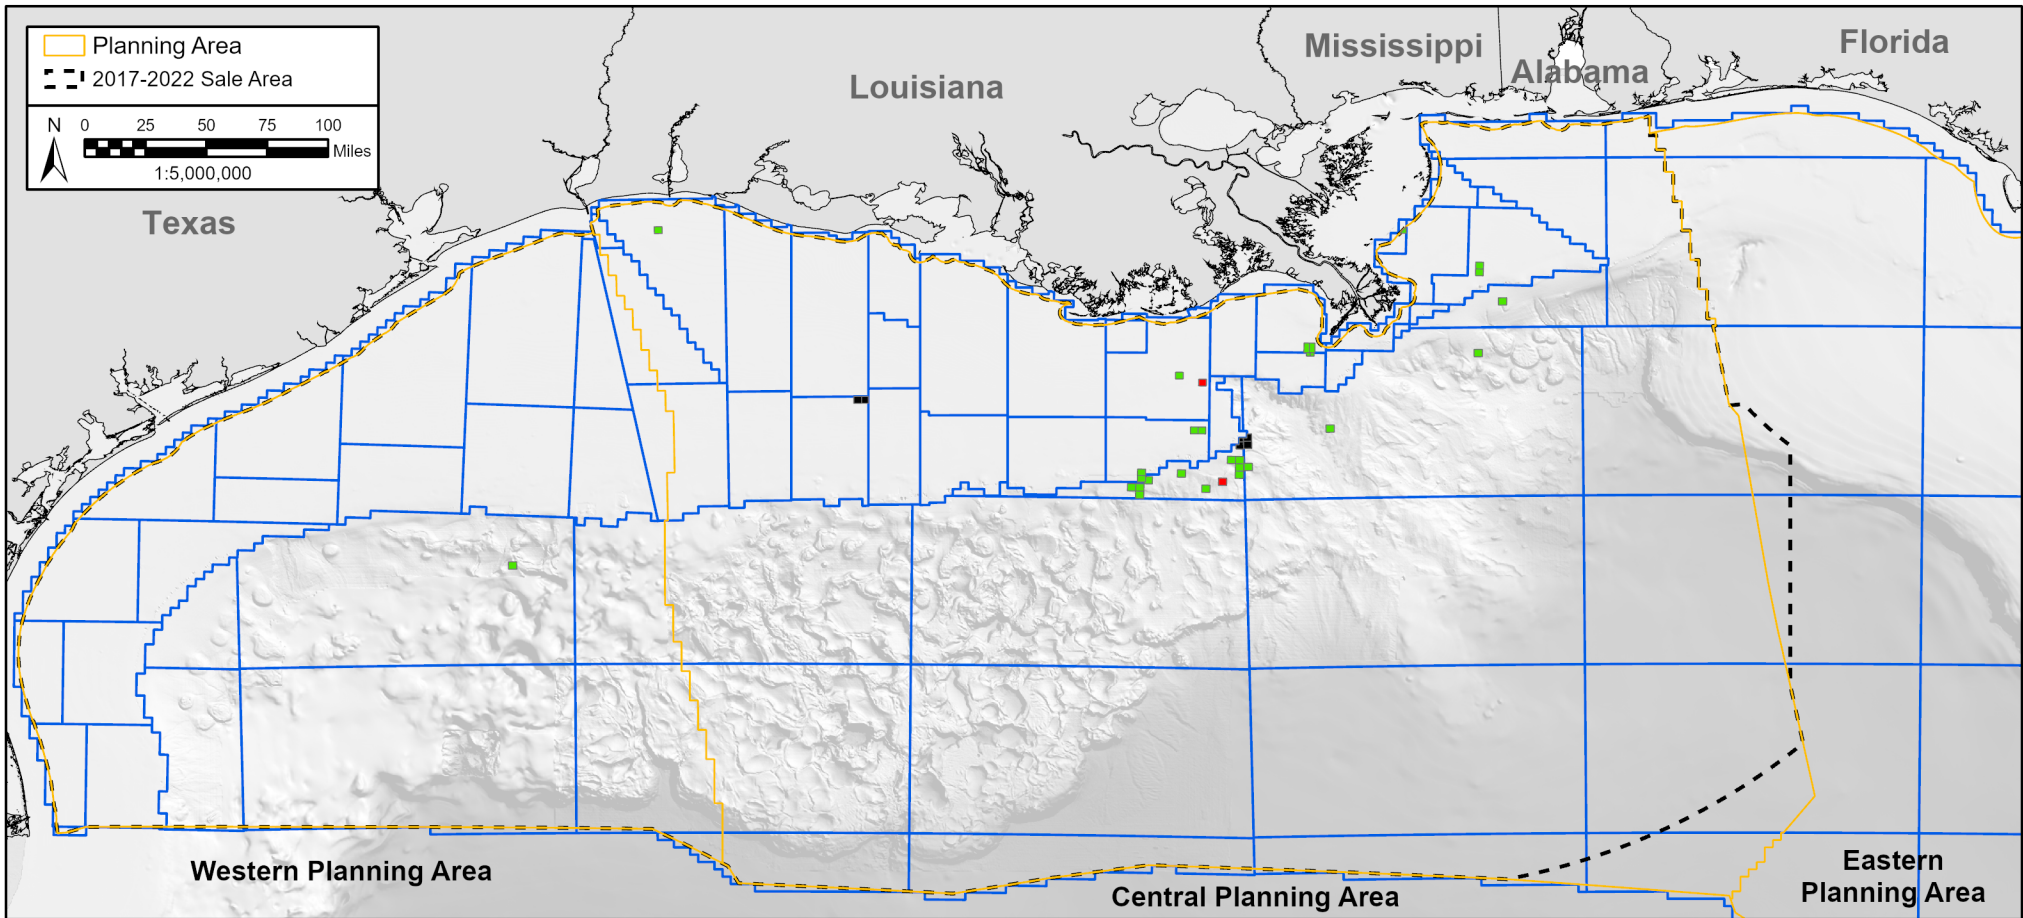 Planning Area
2017-2022 Sale Area
N
0 25 50 75 100
Miles
1:5,000,000
Texas
Louisiana
Mississippi
Alabama
Florida
Western Planning Area
Central Planning Area
Eastern
Planning Area